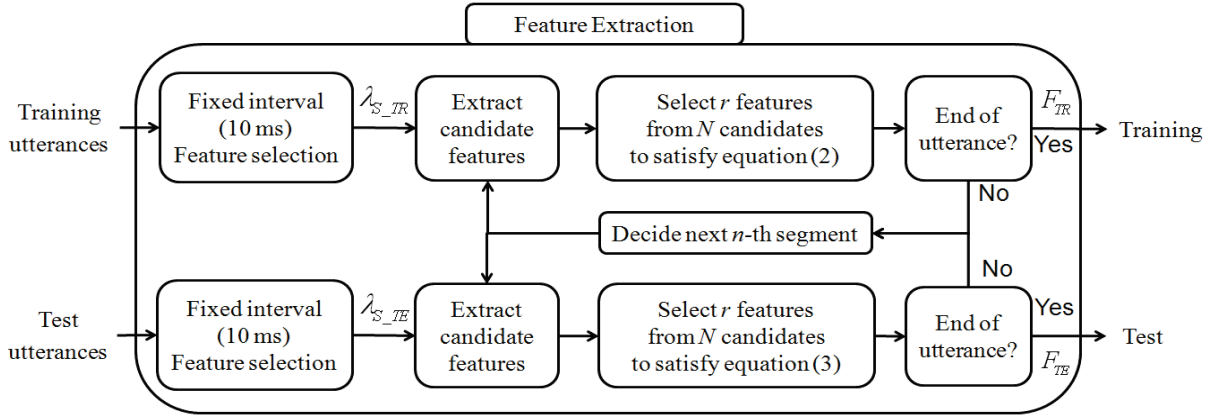 Feature Extraction
Training
utterances
Fixed interval
(10 ms)
Feature selection
λS_TR
Extract
candidate
features
Select r features
from N candidates
to satisfy equation (2)
End of
utterance?
FTR
Yes
Training
No
Decide next n-th segment
No
Test
utterances
Fixed interval
(10 ms)
Feature selection
λS_TE
Extract
candidate
features
Select r features
from N candidates
to satisfy equation (3)
End of
utterance?
Yes
FTE
Test